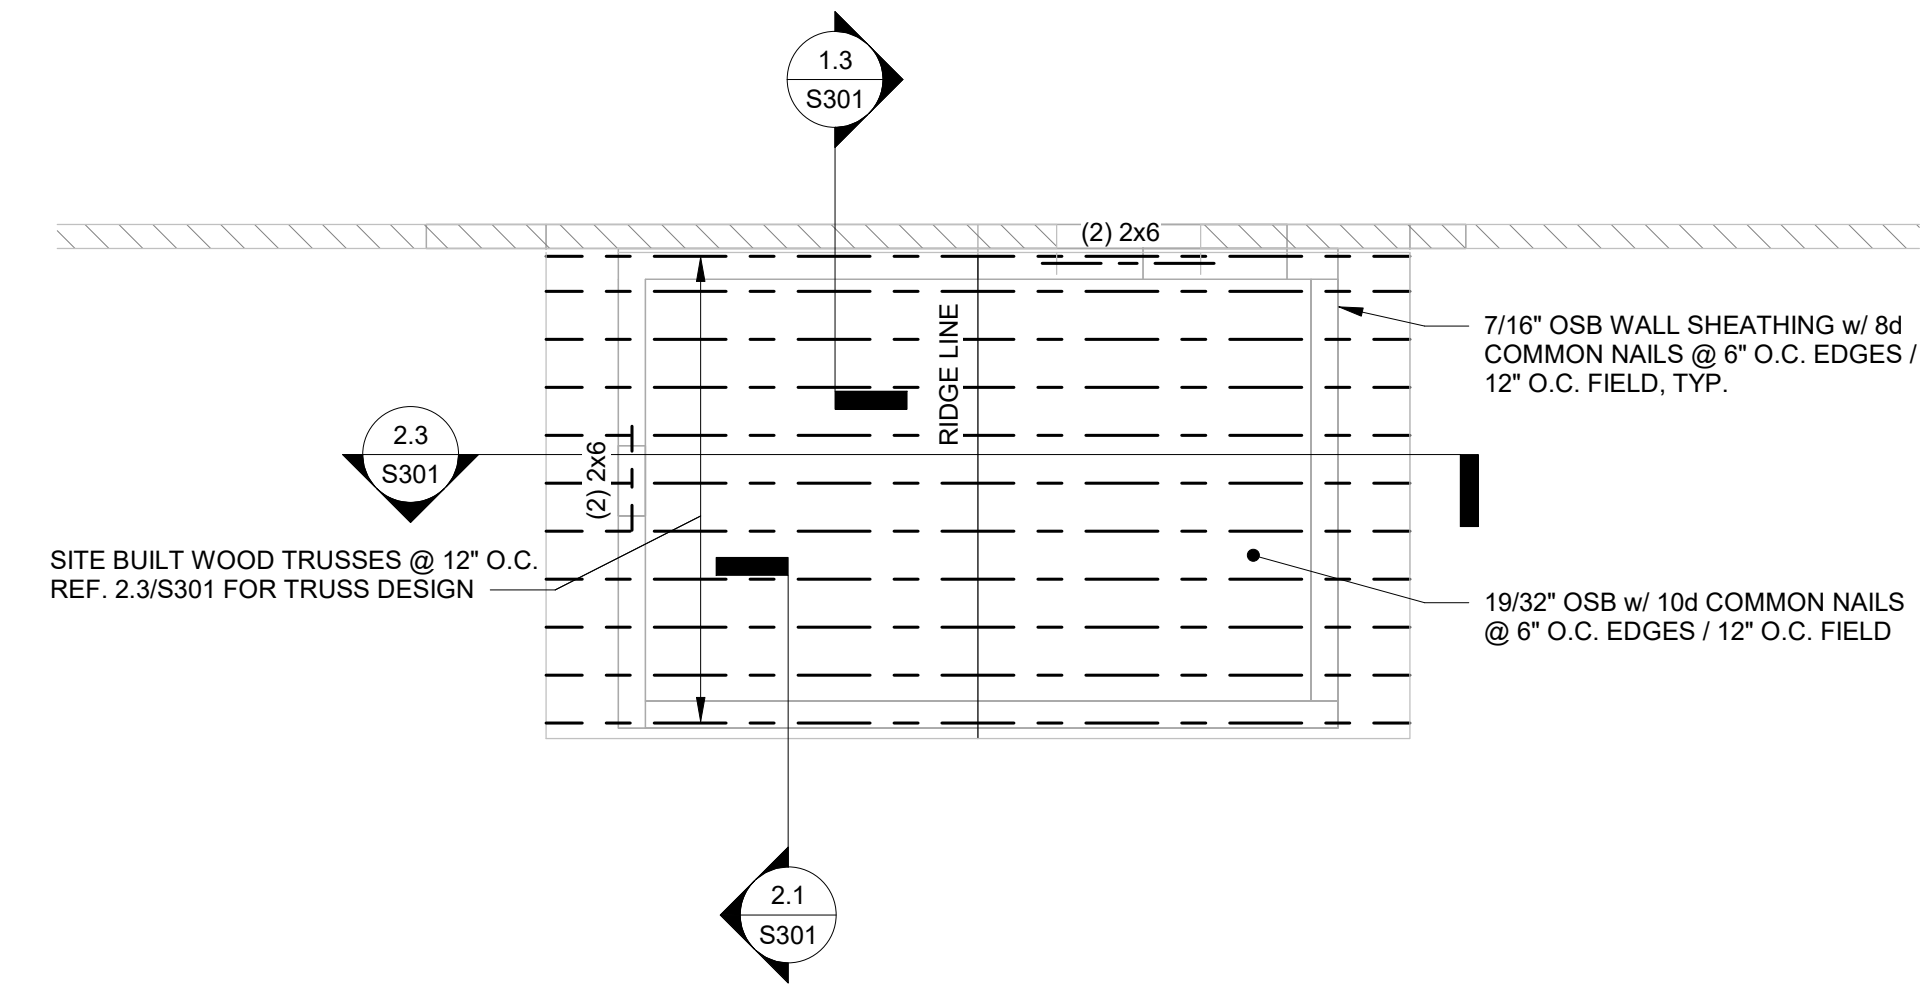 1.3
S301
(2) 2x6
RIDGE LINE
7/16" OSB WALL SHEATHING w/ 8d
COMMON NAILS @ 6" O.C. EDGES /
12" O.C. FIELD, TYP.
2.3
S301
(2) 2x6
SITE BUILT WOOD TRUSSES @ 12" O.C.
REF. 2.3/S301 FOR TRUSS DESIGN
19/32" OSB w/ 10d COMMON NAILS
@ 6" O.C. EDGES / 12" O.C. FIELD
2.1
S301